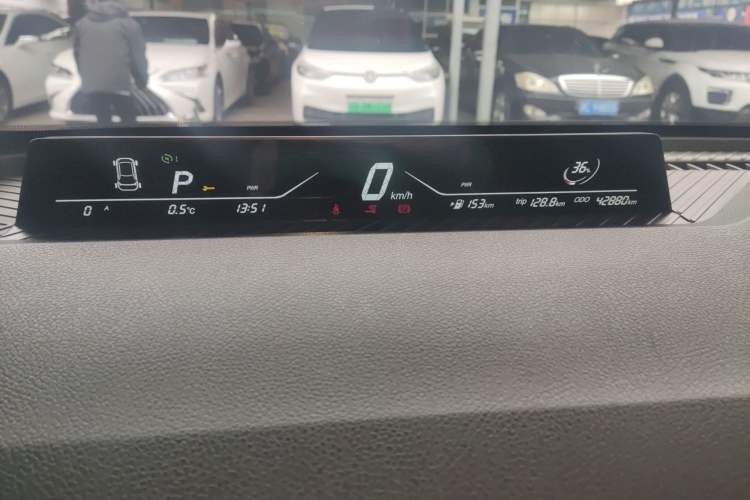 P
PWR
0 A
0.5°C
13:51
0
km/h
PWR
153km
trip 128.8km
ODO 42880km
36%